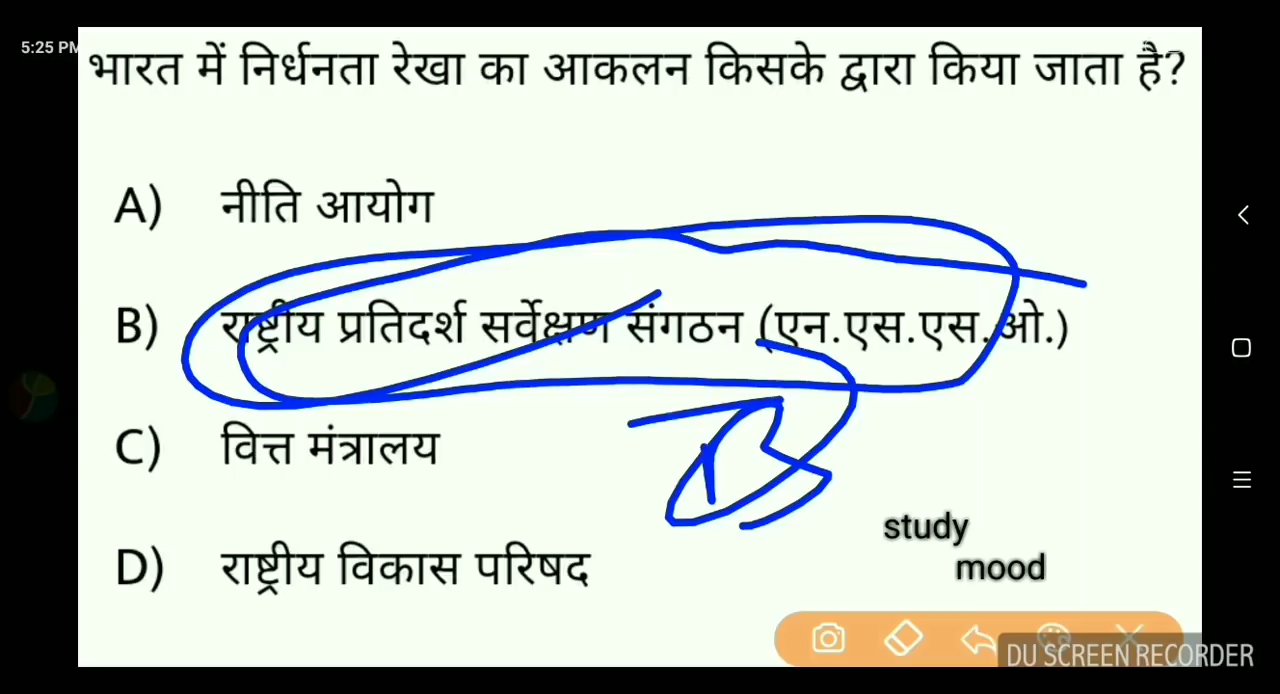 5:25 PM
भारत में निर्धनता रेखा का आकलन किसके द्वारा किया जाता है?
A) नीति आयोग
B) राष्ट्रीय प्रतिदर्श सर्वेक्षण संगठन (एन.एस.एस.ओ.)
B
C) वित्त मंत्रालय
study
mood
D) राष्ट्रीय विकास परिषद
DU SCREEN RECORDER